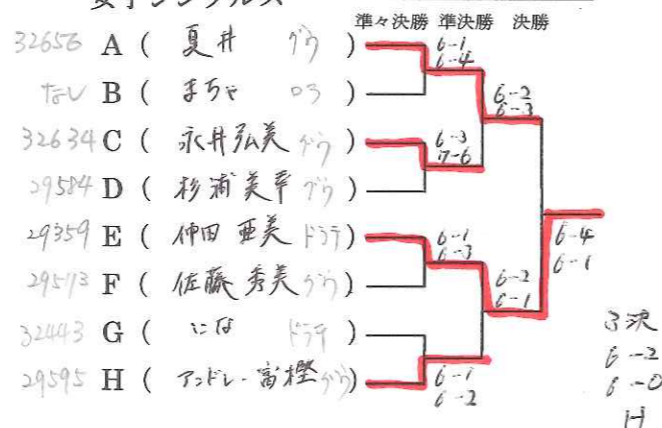 女子シングルス
準々決勝 準決勝 決勝
32656 A ( 夏井 グウ )
なし B ( まちゃ ロブ )
32634 C ( 永井弘美 グウ )
29584 D ( 杉浦美幸 グウ )
29359 E ( 仲田 亜美 ドラテ )
29573 F ( 佐藤秀美 グウ )
32443 G ( にな ドラテ )
29595 H ( アンドレ・富樫 グウ )
6-1
6-4
6-3
7-6
6-1
6-3
6-1
6-2
6-2
6-3
6-2
6-1
6-4
6-1
3決
6-2
6-0
H